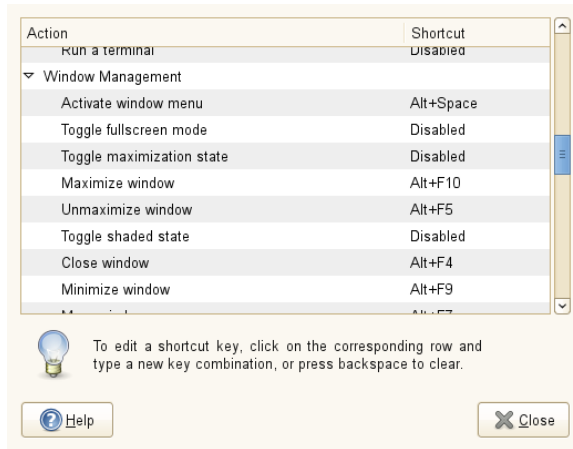 Action Shortcut
Run a terminal Disabled
Window Management
Activate window menu Alt+Space
Toggle fullscreen mode Disabled
Toggle maximization state Disabled
Maximize window Alt+F10
Unmaximize window Alt+F5
Toggle shaded state Disabled
Close window Alt+F4
Minimize window Alt+F9
To edit a shortcut key, click on the corresponding row and
type a new key combination, or press backspace to clear.
Help Close